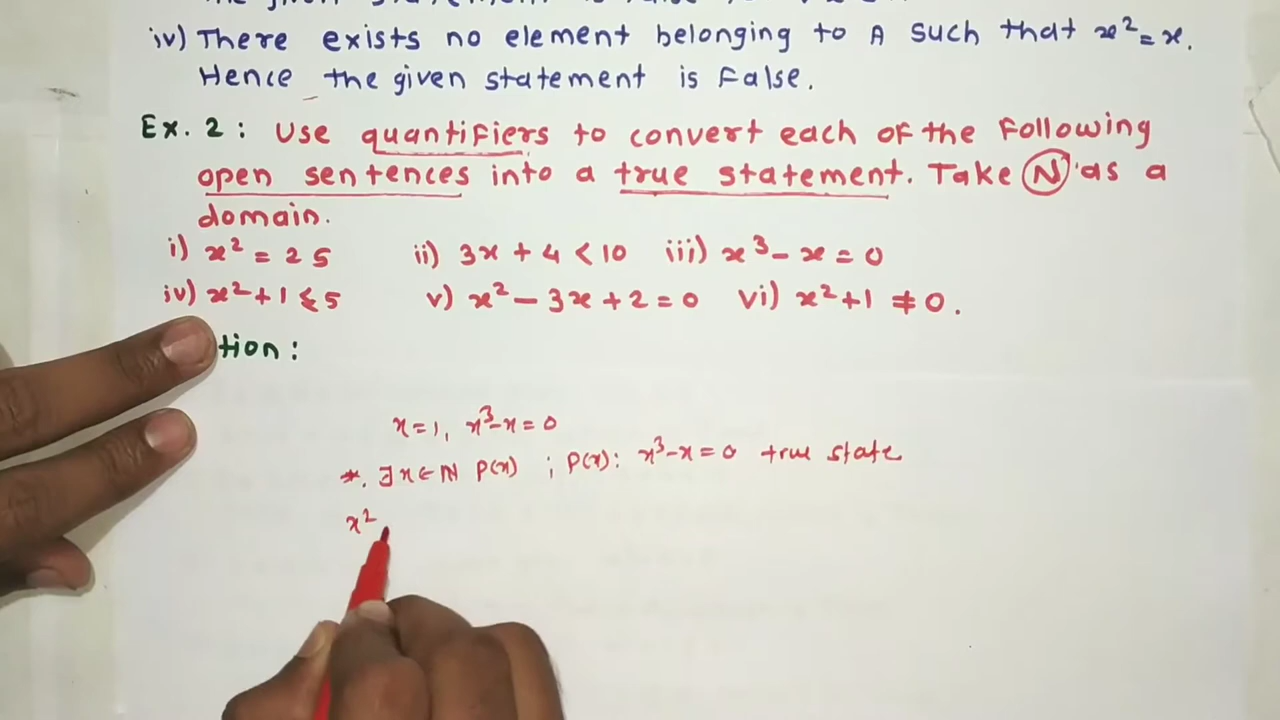 iv) There exists no element belonging to A such that x² = x.
Hence the given statement is False.
Ex. 2 : Use quantifiers to convert each of the following
open sentences into a true statement. Take N as a
domain.
i) x² = 25 ii) 3x + 4 < 10 iii) x³ - x = 0
iv) x² + 1 ≤ 5 v) x² - 3x + 2 = 0 vi) x² + 1 ≠ 0.
tion :
x=1, x³-x=0
*. ∃x∈N P(x) ; P(x): x³-x=0 true state
x²